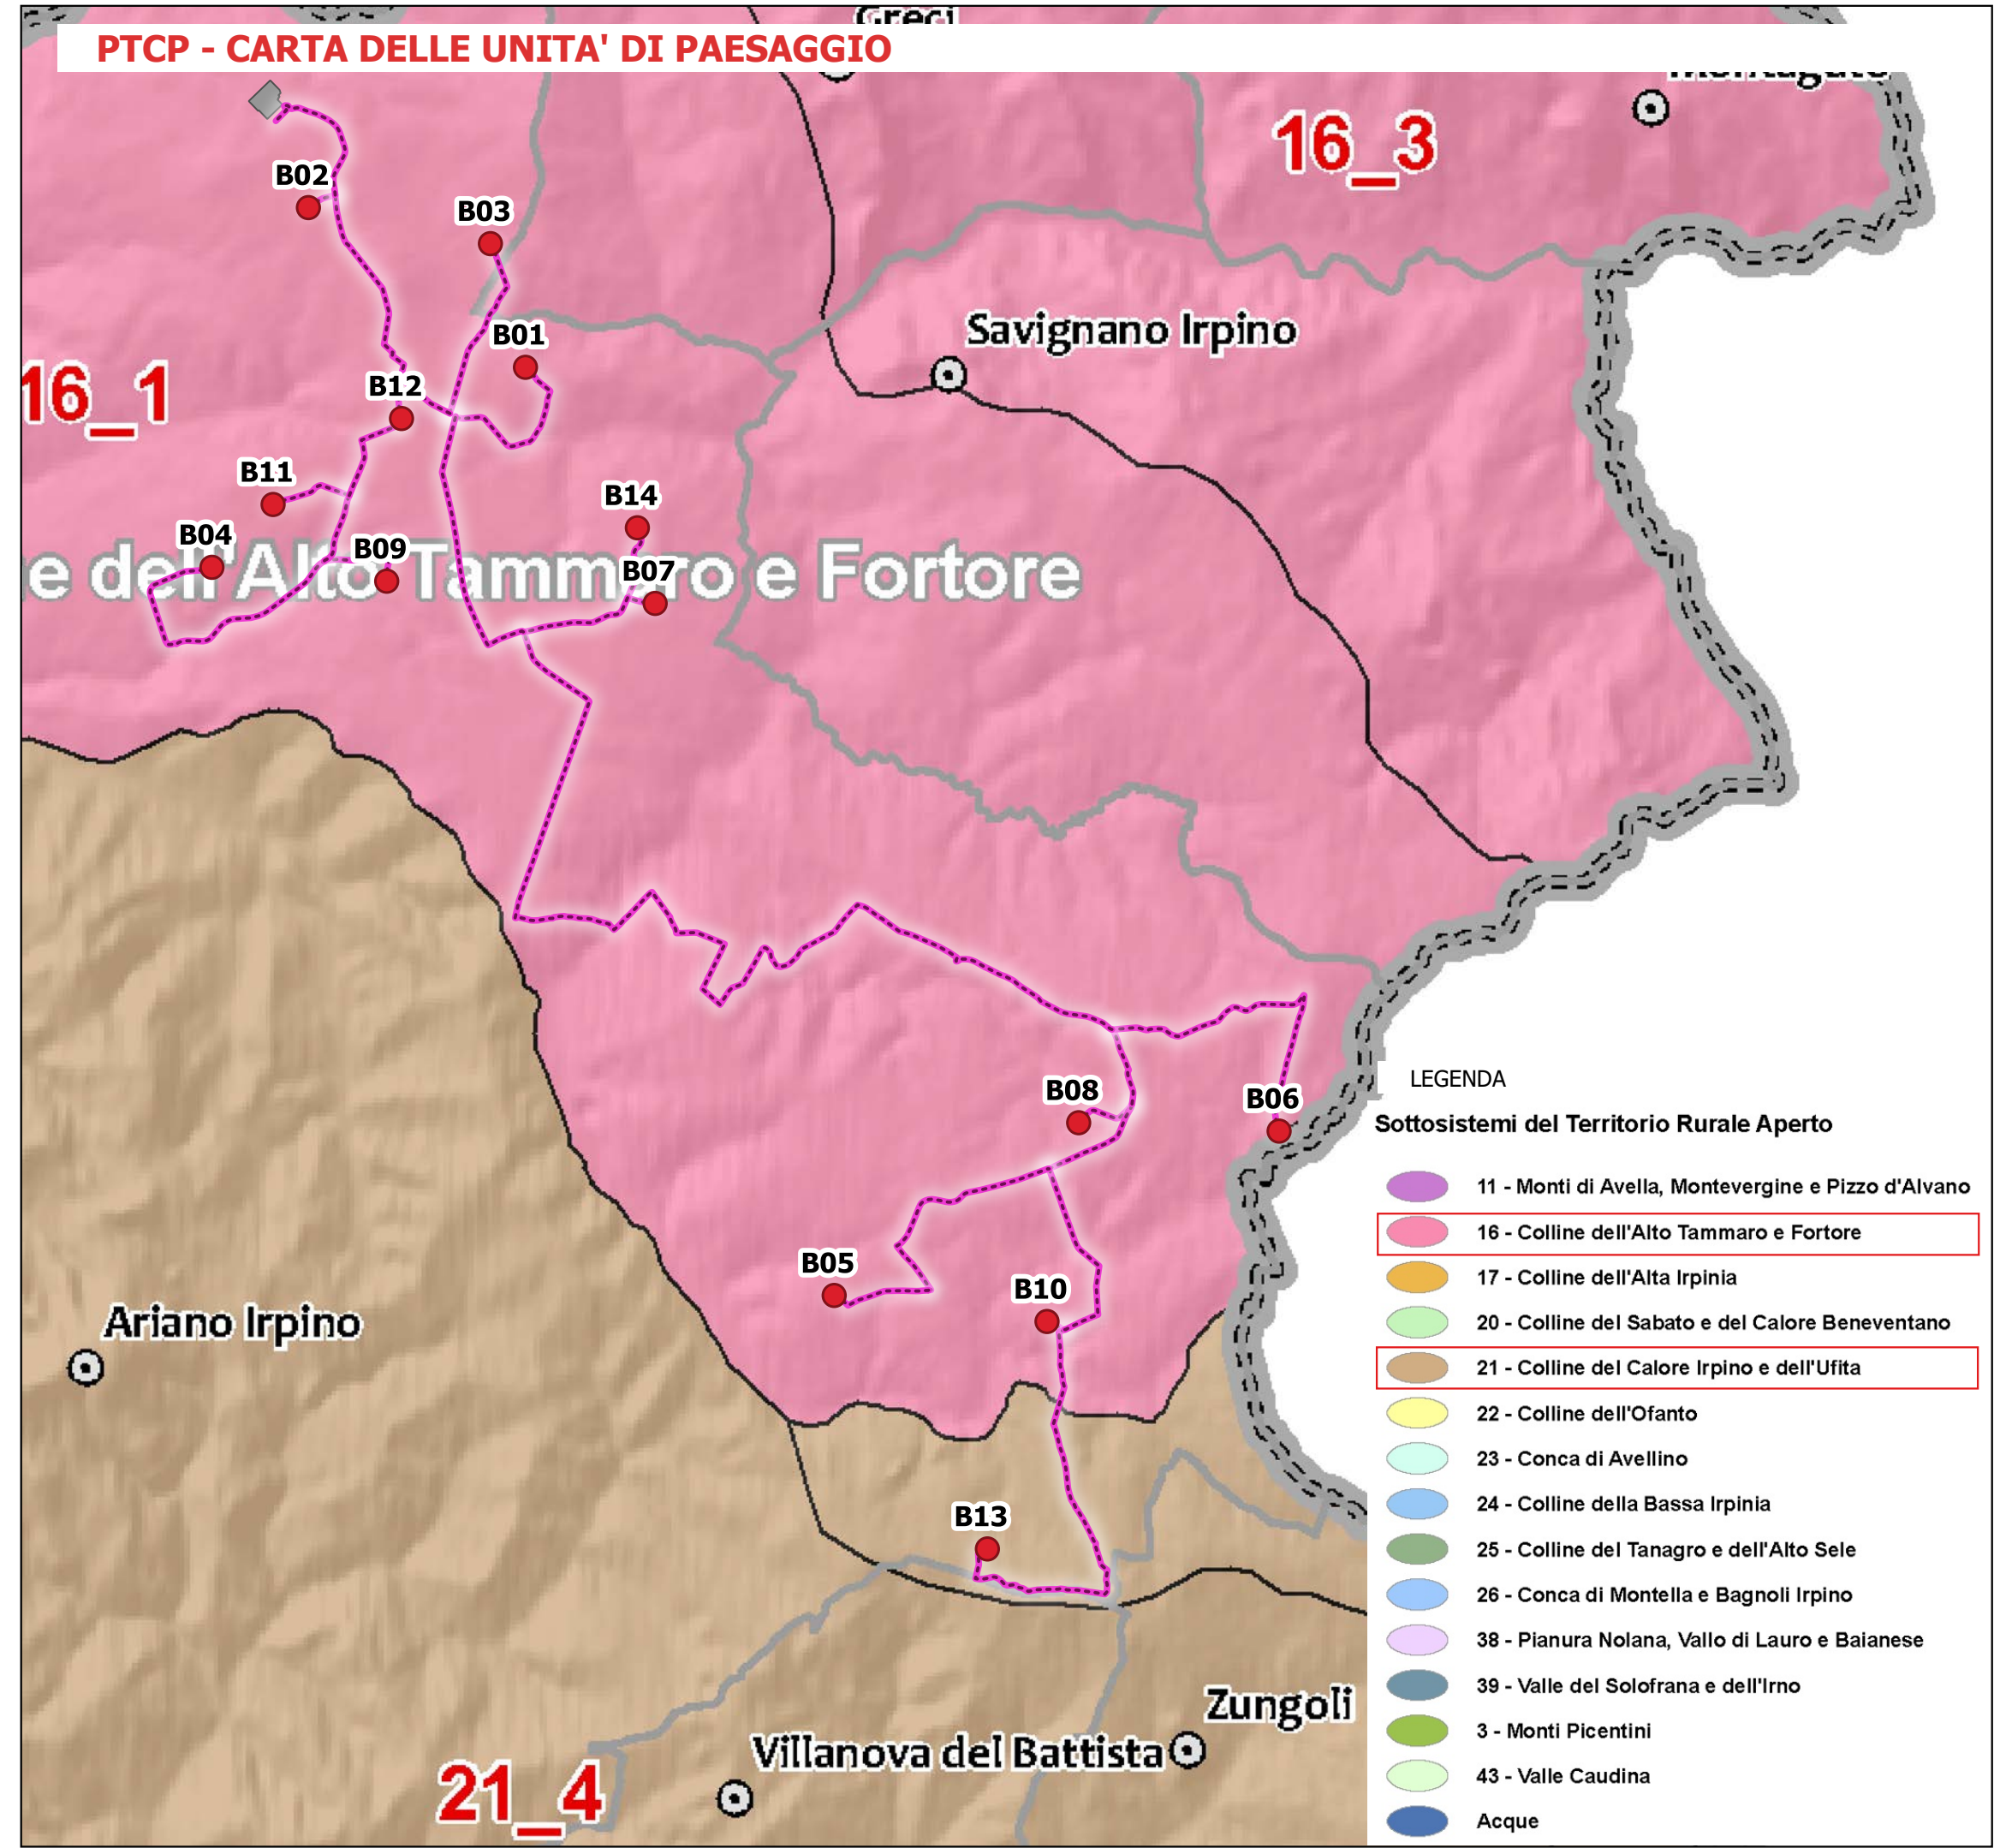 Greci
PTCP - CARTA DELLE UNITA' DI PAESAGGIO
16_3
B02
B03
Savignano Irpino
B01
16_1
B12
B11
B14
B04
B09
e dell'Alto Tammaro e Fortore
B07
B08
B06
B05
B10
Ariano Irpino
B13
Zungoli
Villanova del Battista
21_4
LEGENDA
Sottosistemi del Territorio Rurale Aperto
11 - Monti di Avella, Montevergine e Pizzo d'Alvano
16 - Colline dell'Alto Tammaro e Fortore
17 - Colline dell'Alta Irpinia
20 - Colline del Sabato e del Calore Beneventano
21 - Colline del Calore Irpino e dell'Ufita
22 - Colline dell'Ofanto
23 - Conca di Avellino
24 - Colline della Bassa Irpinia
25 - Colline del Tanagro e dell'Alto Sele
26 - Conca di Montella e Bagnoli Irpino
38 - Pianura Nolana, Vallo di Lauro e Baianese
39 - Valle del Solofrana e dell'Irno
3 - Monti Picentini
43 - Valle Caudina
Acque